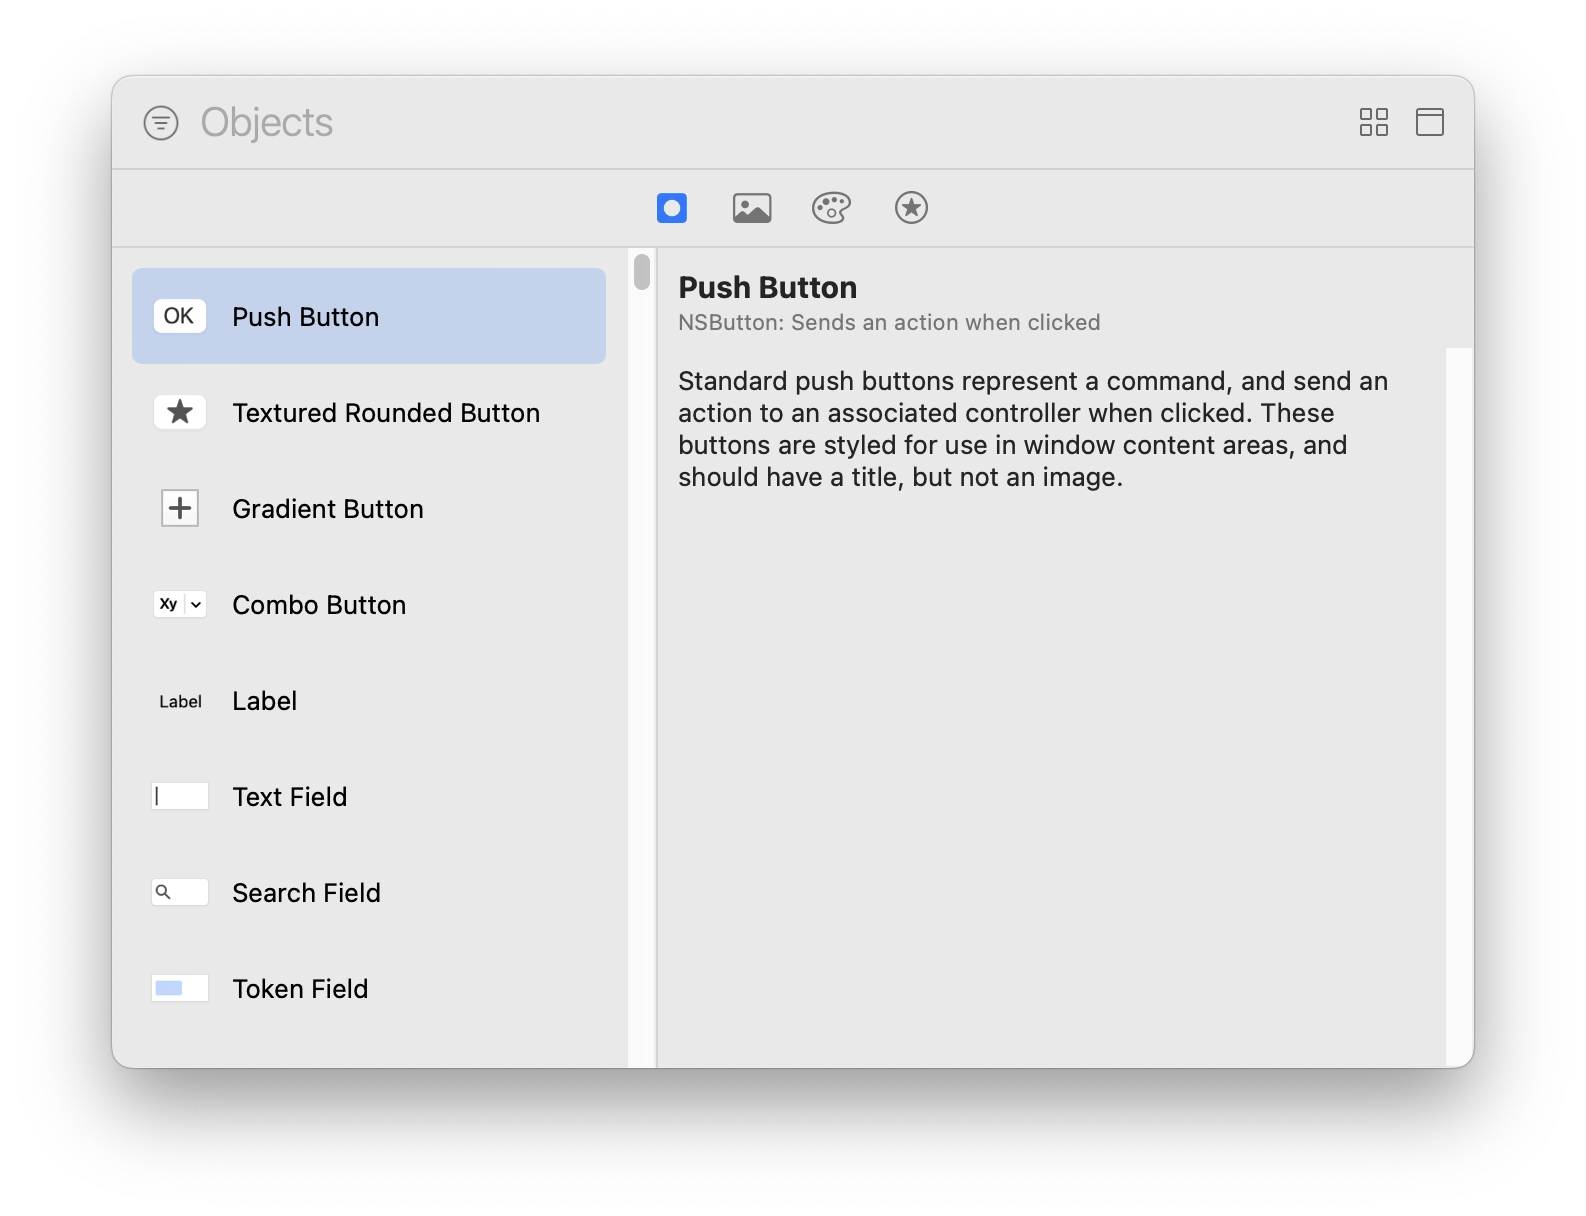 Objects
OK
Push Button
Textured Rounded Button
Gradient Button
Xy
Combo Button
Label
Label
Text Field
Search Field
Token Field
Push Button
NSButton: Sends an action when clicked
Standard push buttons represent a command, and send an
action to an associated controller when clicked. These
buttons are styled for use in window content areas, and
should have a title, but not an image.